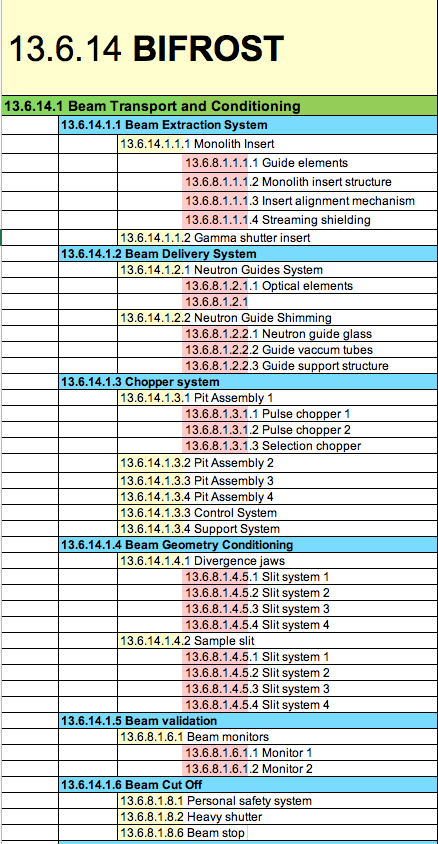 13.6.14 BIFROST
13.6.14.1 Beam Transport and Conditioning
13.6.14.1.1 Beam Extraction System
13.6.14.1.1.1 Monolith Insert
13.6.8.1.1.1.1 Guide elements
13.6.8.1.1.1.2 Monolith insert structure
13.6.8.1.1.1.3 Insert alignment mechanism
13.6.8.1.1.1.4 Streaming shielding
13.6.14.1.1.2 Gamma shutter insert
13.6.14.1.2 Beam Delivery System
13.6.14.1.2.1 Neutron Guides System
13.6.8.1.2.1.1 Optical elements
13.6.8.1.2.1
13.6.14.1.2.2 Neutron Guide Shimming
13.6.8.1.2.2.1 Neutron guide glass
13.6.8.1.2.2.2 Guide vaccum tubes
13.6.8.1.2.2.3 Guide support structure
13.6.14.1.3 Chopper system
13.6.14.1.3.1 Pit Assembly 1
13.6.8.1.3.1.1 Pulse chopper 1
13.6.8.1.3.1.2 Pulse chopper 2
13.6.8.1.3.1.3 Selection chopper
13.6.14.1.3.2 Pit Assembly 2
13.6.14.1.3.3 Pit Assembly 3
13.6.14.1.3.4 Pit Assembly 4
13.6.14.1.3.3 Control System
13.6.14.1.3.4 Support System
13.6.14.1.4 Beam Geometry Conditioning
13.6.14.1.4.1 Divergence jaws
13.6.8.1.4.5.1 Slit system 1
13.6.8.1.4.5.2 Slit system 2
13.6.8.1.4.5.3 Slit system 3
13.6.8.1.4.5.4 Slit system 4
13.6.14.1.4.2 Sample slit
13.6.8.1.4.5.1 Slit system 1
13.6.8.1.4.5.2 Slit system 2
13.6.8.1.4.5.3 Slit system 3
13.6.8.1.4.5.4 Slit system 4
13.6.14.1.5 Beam validation
13.6.8.1.6.1 Beam monitors
13.6.8.1.6.1.1 Monitor 1
13.6.8.1.6.1.2 Monitor 2
13.6.14.1.6 Beam Cut Off
13.6.8.1.8.1 Personal safety system
13.6.8.1.8.2 Heavy shutter
13.6.8.1.8.6 Beam stop